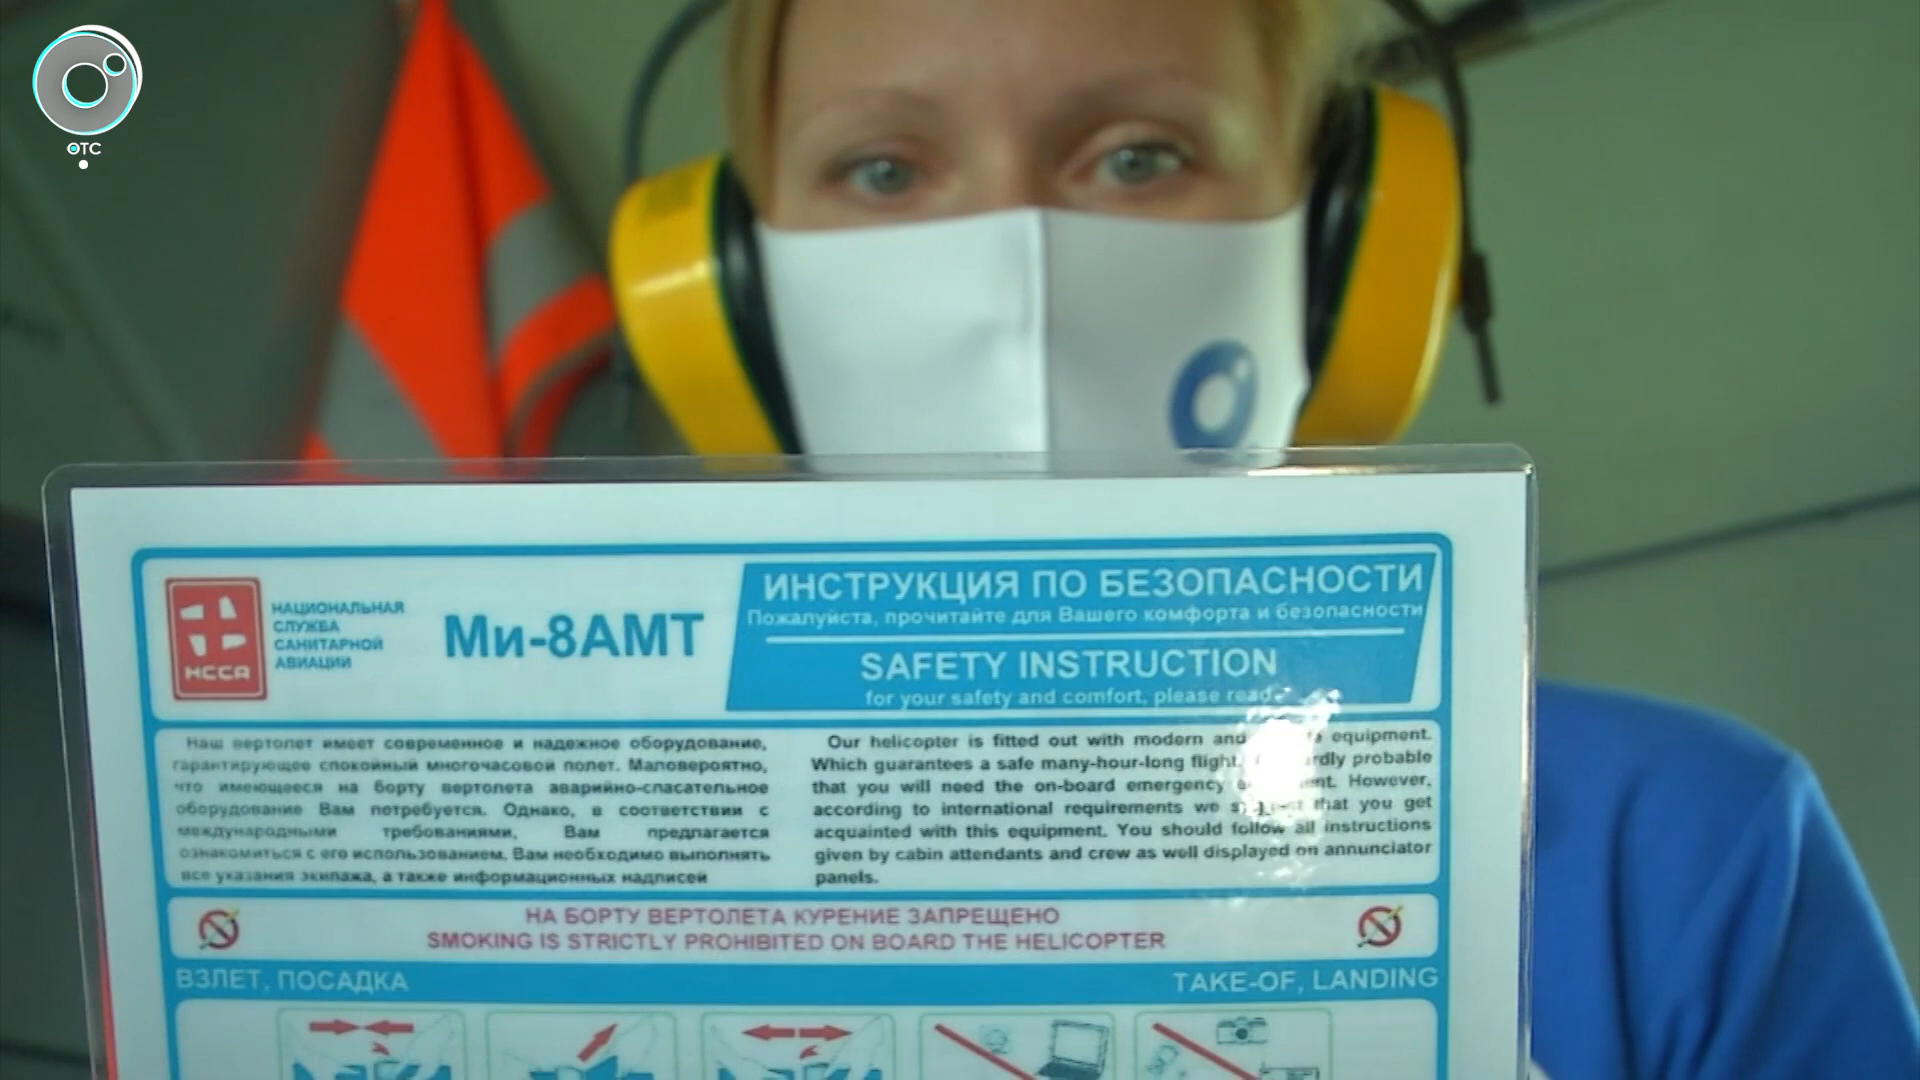 ОТС
НАЦИОНАЛЬНАЯ
СЛУЖБА
САНИТАРНОЙ
АВИАЦИИ
НССА
Ми-8АМТ
ИНСТРУКЦИЯ ПО БЕЗОПАСНОСТИ
Пожалуйста, прочитайте для Вашего комфорта и безопасности
SAFETY INSTRUCTION
for your safety and comfort, please read
Наш вертолет имеет современное и надежное оборудование,
гарантирующее спокойный многочасовой полет. Маловероятно,
что имеющееся на борту вертолета аварийно-спасательное
оборудование Вам потребуется. Однако, в соответствии с
международными требованиями, Вам предлагается
ознакомиться с его использованием. Вам необходимо выполнять
все указания экипажа, а также информационных надписей
Our helicopter is fitted out with modern and equipment.
Which guarantees a safe many-hour-long flight. probable
that you will need the on-board emergency However,
according to international requirements we that you get
acquainted with this equipment. You should follow all instructions
given by cabin attendants and crew as well displayed on annunciator
panels.
НА БОРТУ ВЕРТОЛЕТА КУРЕНИЕ ЗАПРЕЩЕНО
SMOKING IS STRICTLY PROHIBITED ON BOARD THE HELICOPTER
ВЗЛЕТ, ПОСАДКА
TAKE-OF, LANDING